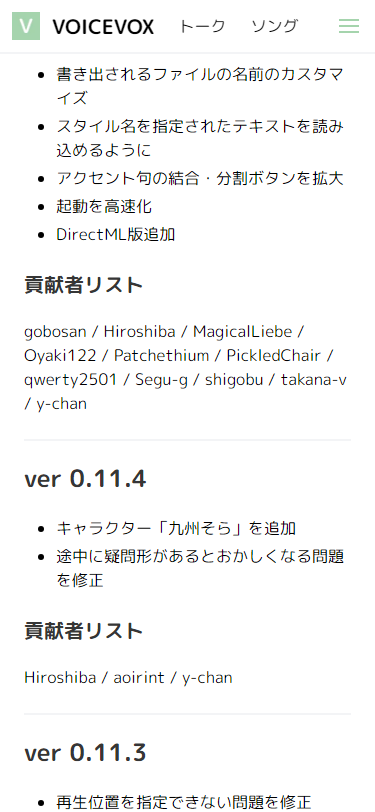 V VOICEVOX トーク ソング
書き出されるファイルの名前のカスタマ
イズ
スタイル名を指定されたテキストを読み
込めるように
アクセント句の結合・分割ボタンを拡大
起動を高速化
DirectML版追加
貢献者リスト
gobosan / Hiroshiba / MagicalLiebe /
Oyaki122 / Patchethium / PickledChair /
qwerty2501 / Segu-g / shigobu / takana-v
/ y-chan
ver 0.11.4
キャラクター「九州そら」を追加
途中に疑問形があるとおかしくなる問題
を修正
貢献者リスト
Hiroshiba / aoirint / y-chan
ver 0.11.3
再生位置を指定できない問題を修正